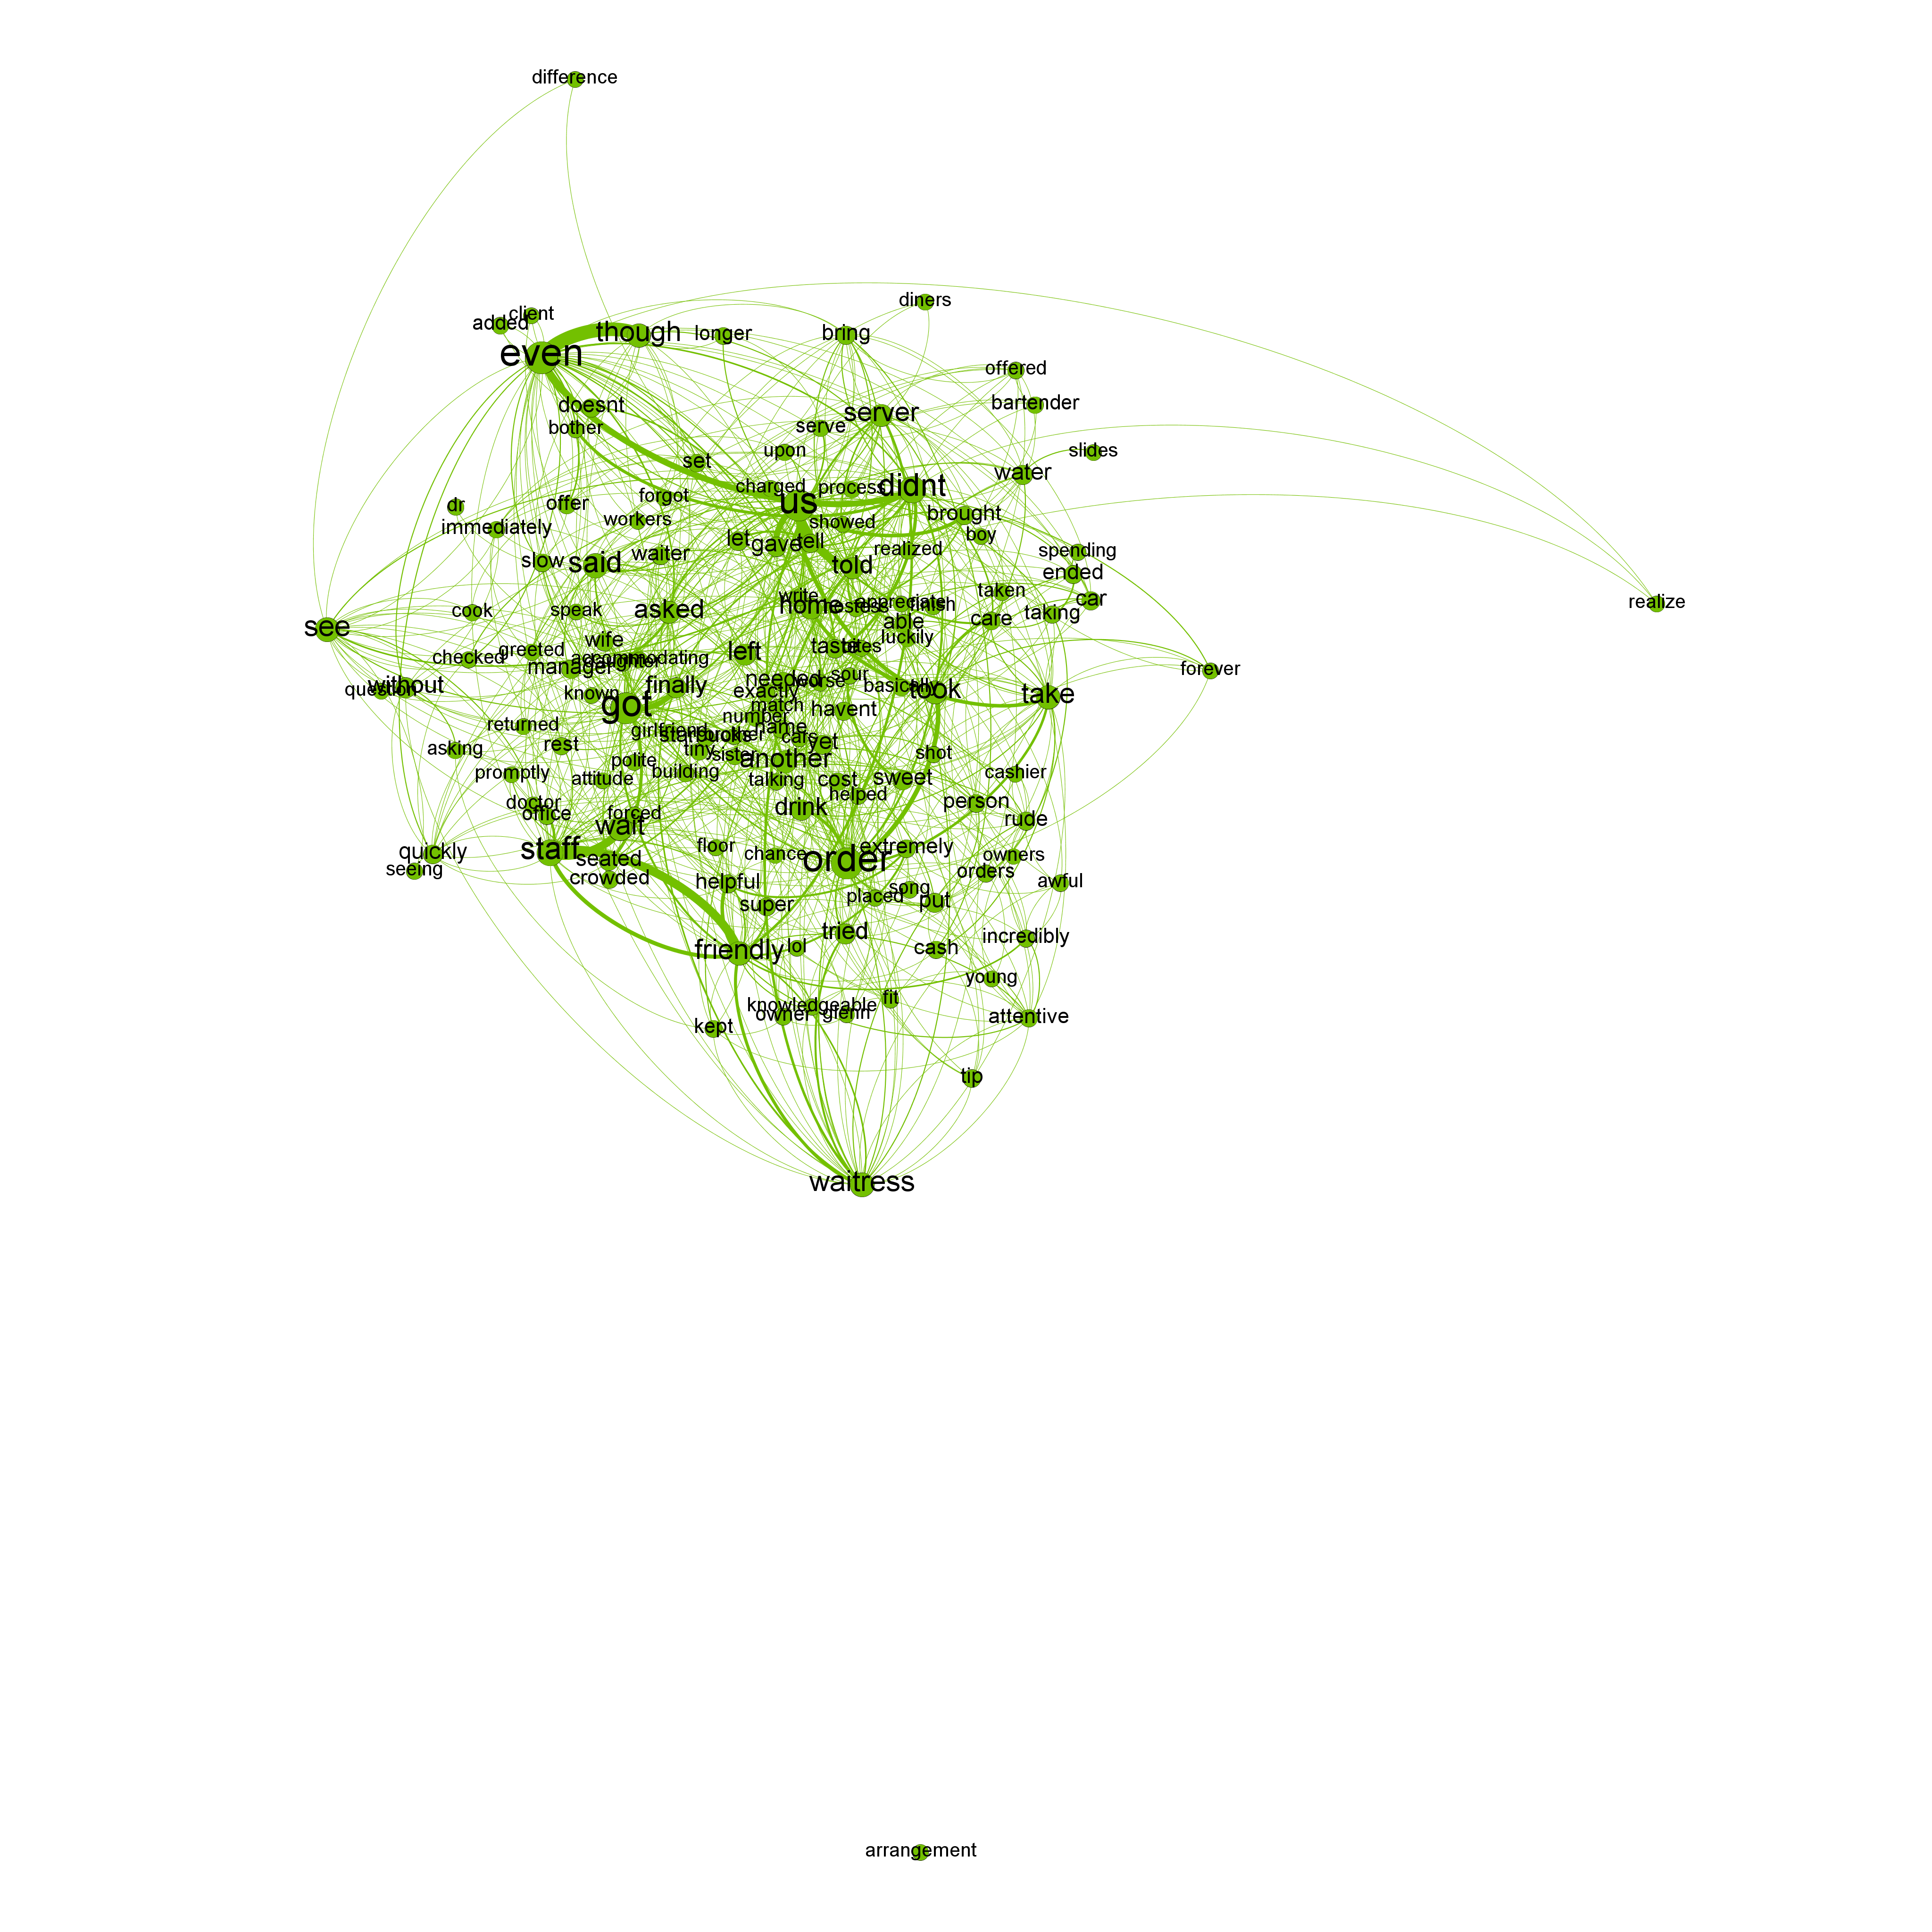 difference
client
added
though
longer
bring
diners
even
offered
doesnt
bother
server
serve
bartender
upon
slides
set
water
charged
process
didnt
us
forgot
dr
offer
immediately
workers
showed
brought
boy
let
gave
tell
realized
spending
slow
said
waiter
told
ended
taken
car
cook
speak
asked
write
home
hostess
appreciate
finish
able
care
taking
realize
see
wife
luckily
greeted
checked
manager
daughter
accommodating
left
taste
forever
question
without
known
finally
needed
exactly
worse
sour
basically
took
take
got
match
havent
number
name
returned
girlfriend
starbucks
brother
cars
yet
asking
rest
tiny
sister
another
shot
promptly
polite
attitude
building
talking
cost
helped
sweet
cashier
doctor
office
forced
wait
drink
person
rude
quickly
seeing
staff
seated
crowded
floor
chance
order
extremely
owners
orders
awful
helpful
super
song
placed
put
friendly
lol
tried
cash
incredibly
young
knowledgeable
owner
glenn
fit
kept
attentive
tip
waitress
arrangement